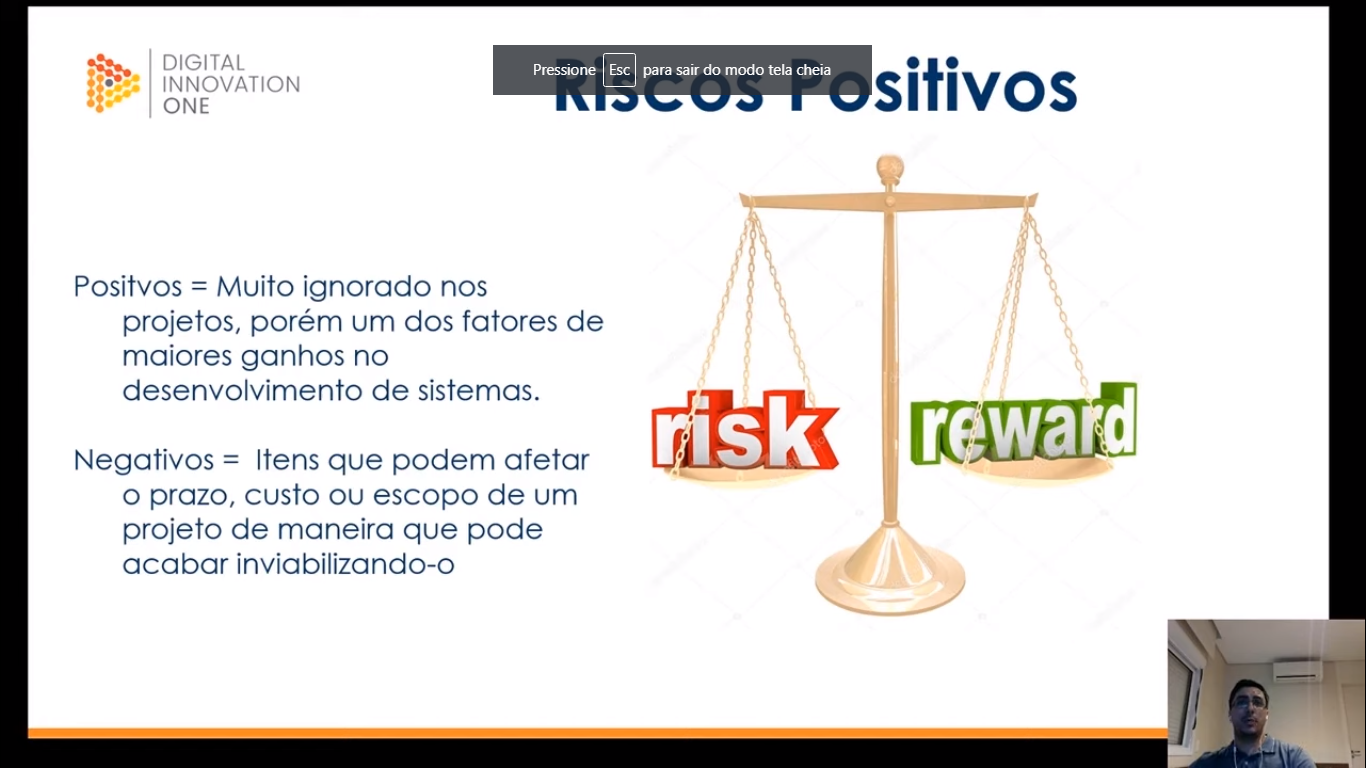 DIGITAL
INNOVATION
ONE
Pressione Esc para sair do modo tela cheia
Riscos Positivos
Positvos = Muito ignorado nos
projetos, porém um dos fatores de
maiores ganhos no
desenvolvimento de sistemas.
Negativos = Itens que podem afetar
o prazo, custo ou escopo de um
projeto de maneira que pode
acabar inviabilizando-o
risk
reward